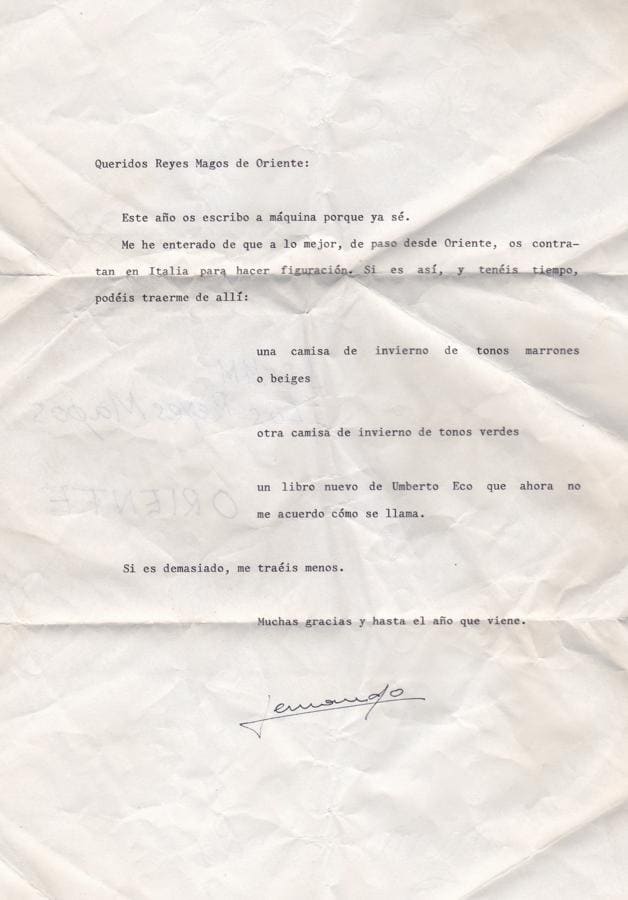 Queridos Reyes Magos de Oriente:
Este año os escribo a máquina porque ya sé.
Me he enterado de que a lo mejor, de paso desde Oriente, os contra-
tan en Italia para hacer figuración. Si es así, y tenéis tiempo,
podéis traerme de allí:
una camisa de invierno de tonos marrones
o beiges
otra camisa de invierno de tonos verdes
un libro nuevo de Umberto Eco que ahora no
me acuerdo cómo se llama.
Si es demasiado, me traéis menos.
Muchas gracias y hasta el año que viene.
Fernando
Reyes Magos
ORIENTE